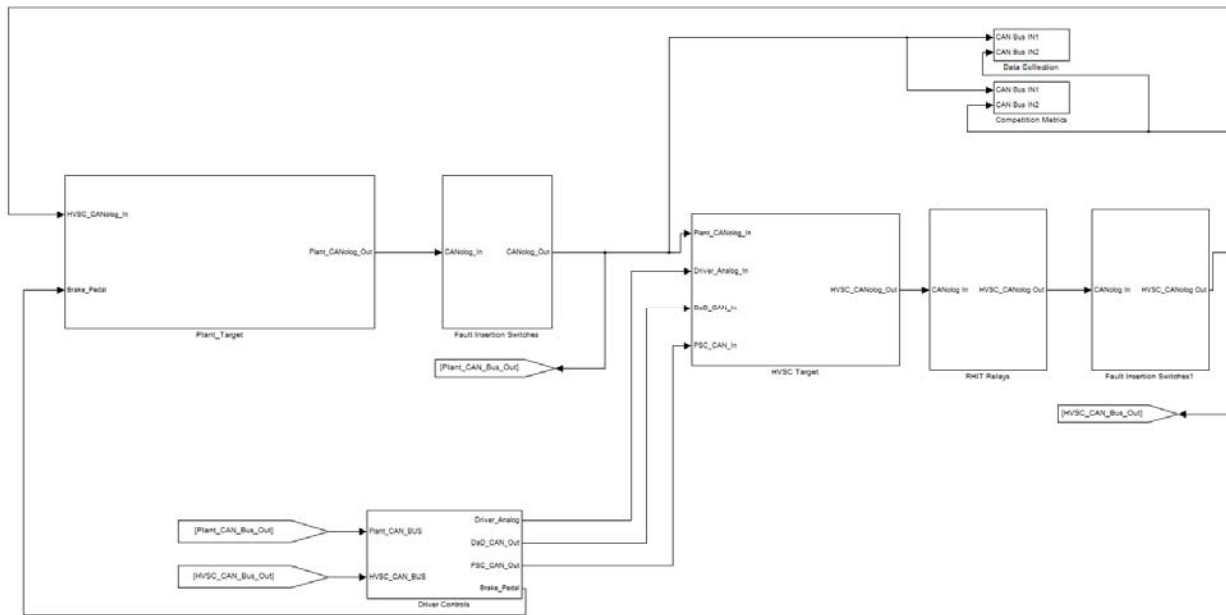 CAN Bus IN1
CAN Bus IN2
Data Collection
CAN Bus IN1
CAN Bus IN2
Competition Metrics
HVSC_CANolog_In
Plant_CANolog_Out
Brake_Pedal
Plant_Target
CANolog_In
CANolog_Out
Fault Insertion Switches
[Plant_CAN_Bus_Out]
Plant_CANolog_In
Driver_Analog_In
DaD_CAN_In
PSC_CAN_In
HVSC_CANolog_Out
HVSC Target
CANolog In
HVSC_CANolog Out
RHIT Relays
CANolog In
HVSC_CANolog Out
Fault Insertion Switches1
[HVSC_CAN_Bus_Out]
[Plant_CAN_Bus_Out]
[HVSC_CAN_Bus_Out]
Plant_CAN_BUS
HVSC_CAN_BUS
Driver_Analog
DaD_CAN_Out
PSC_CAN_Out
Brake_Pedal
Driver Controls